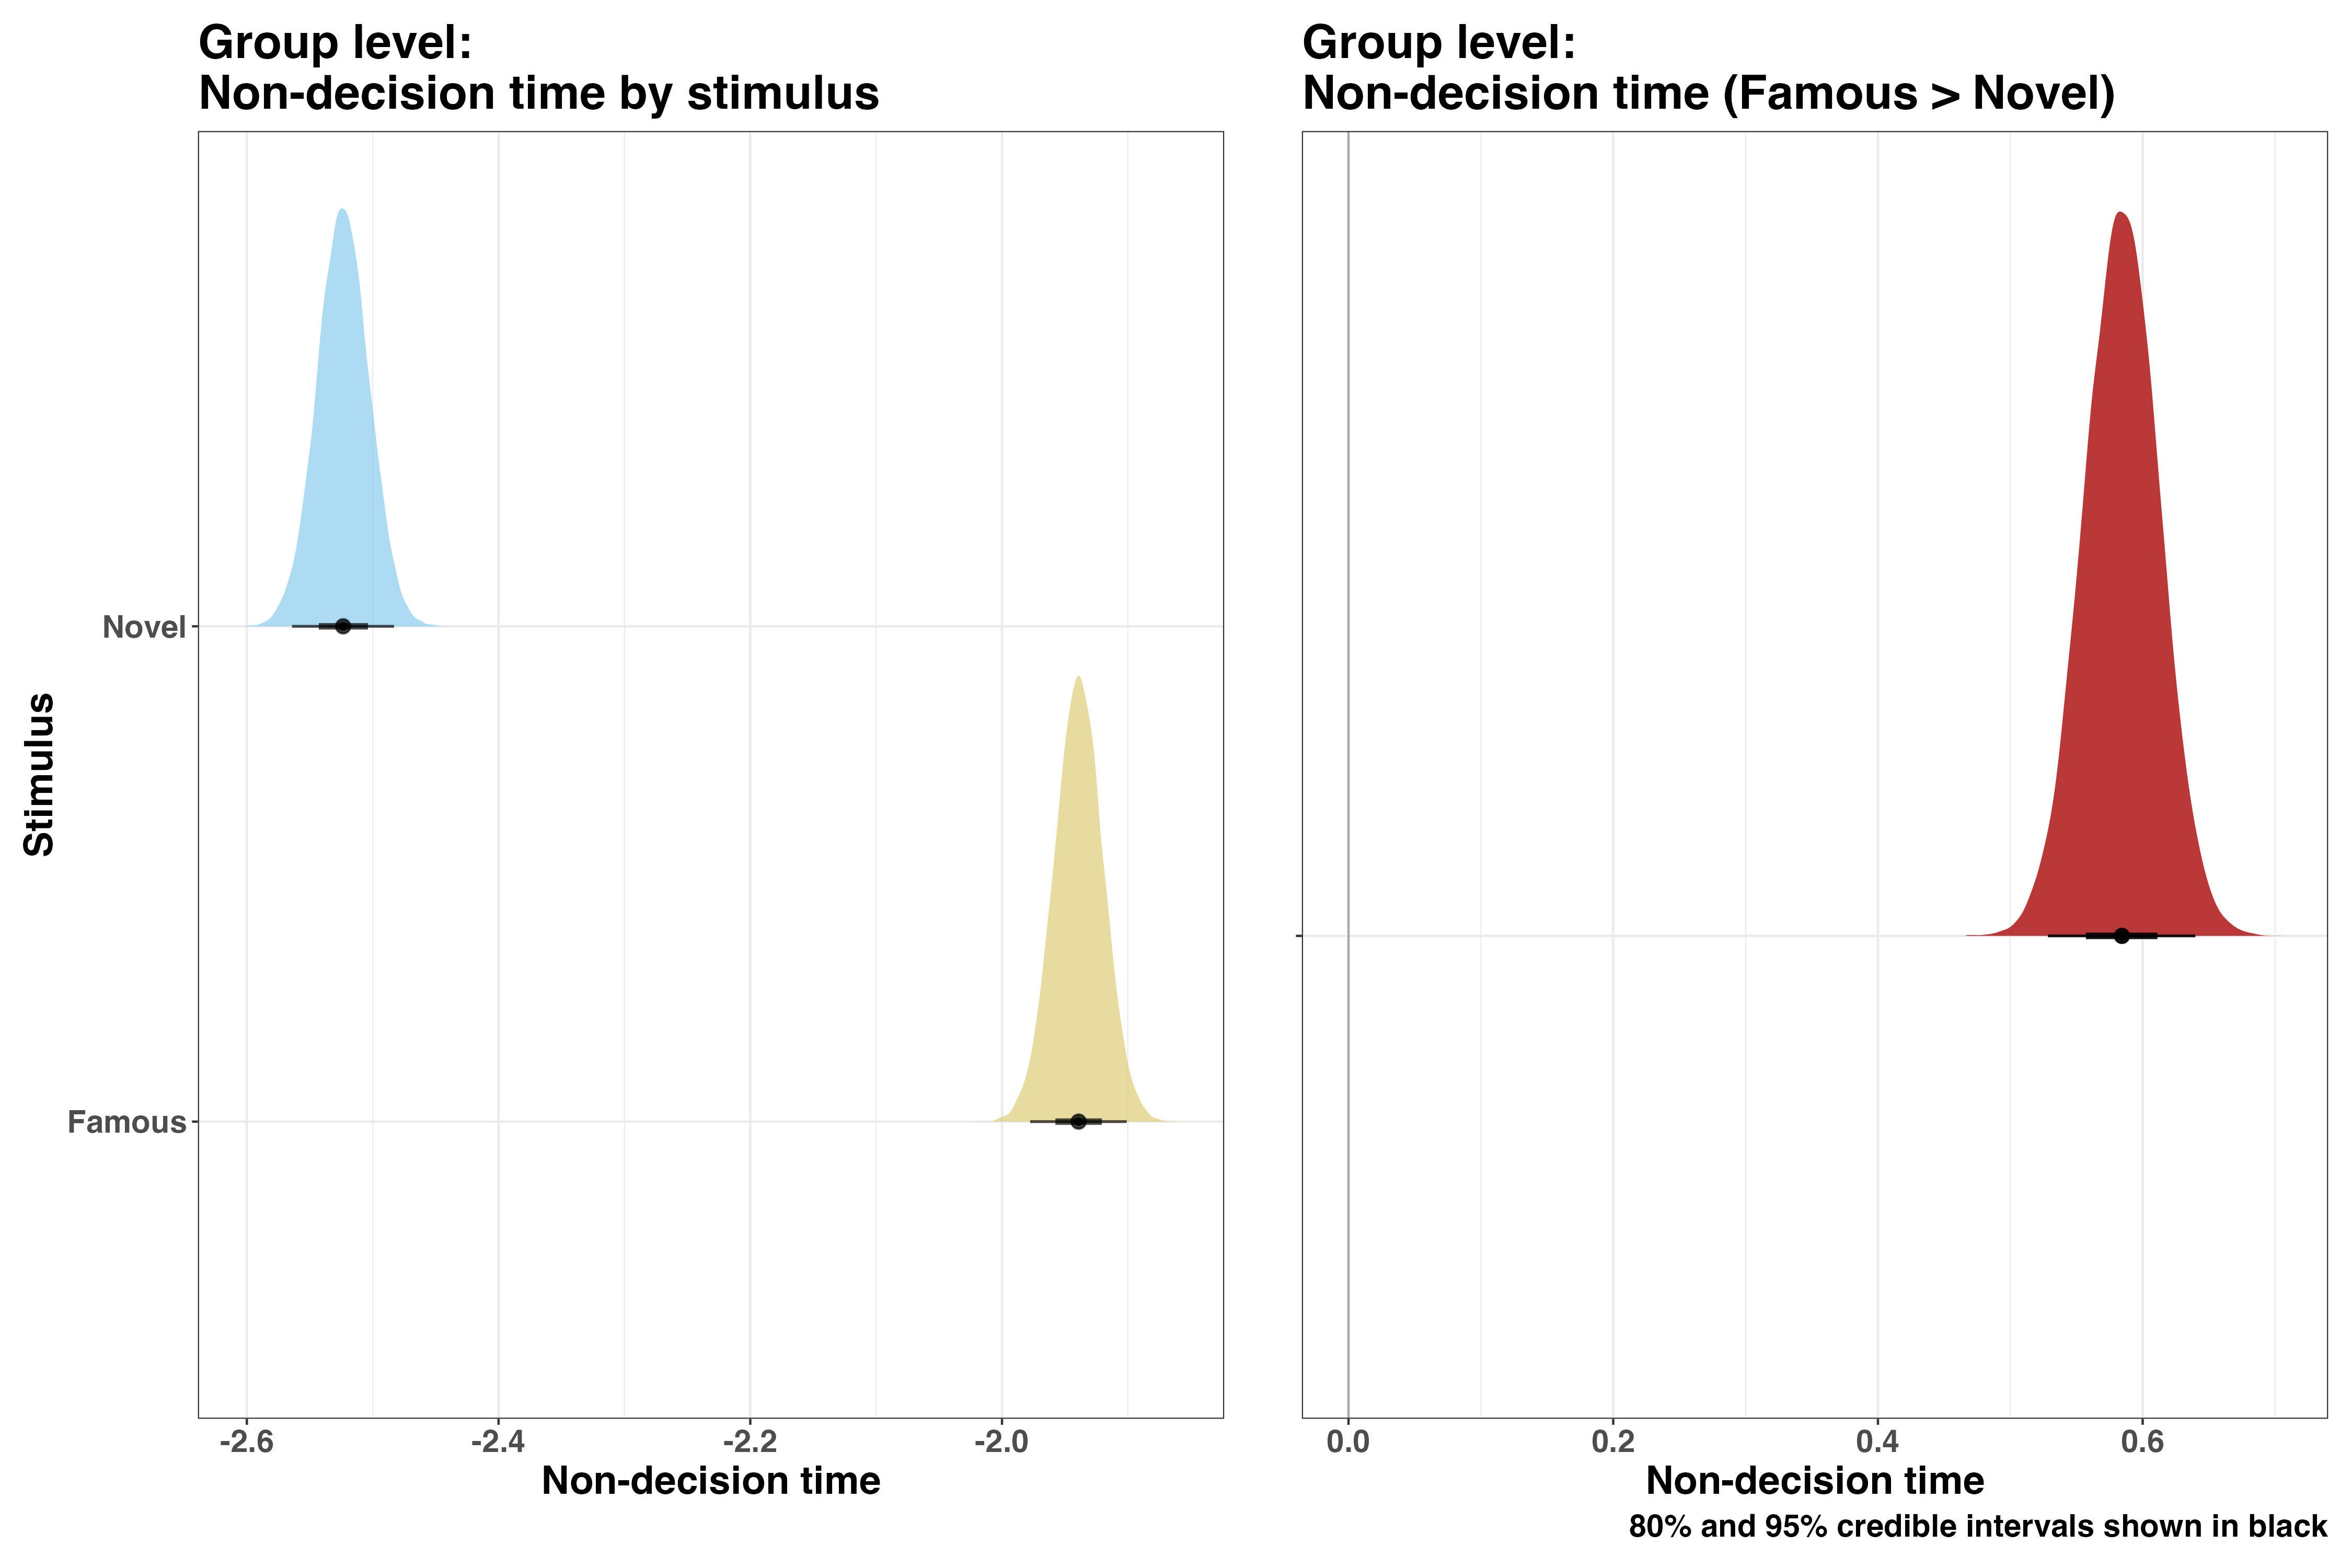 Group level:
Non-decision time by stimulus
Stimulus
Novel
Famous
-2.6
-2.4
-2.2
-2.0
Non-decision time
Group level:
Non-decision time (Famous > Novel)
0.0
0.2
0.4
0.6
Non-decision time
80% and 95% credible intervals shown in black